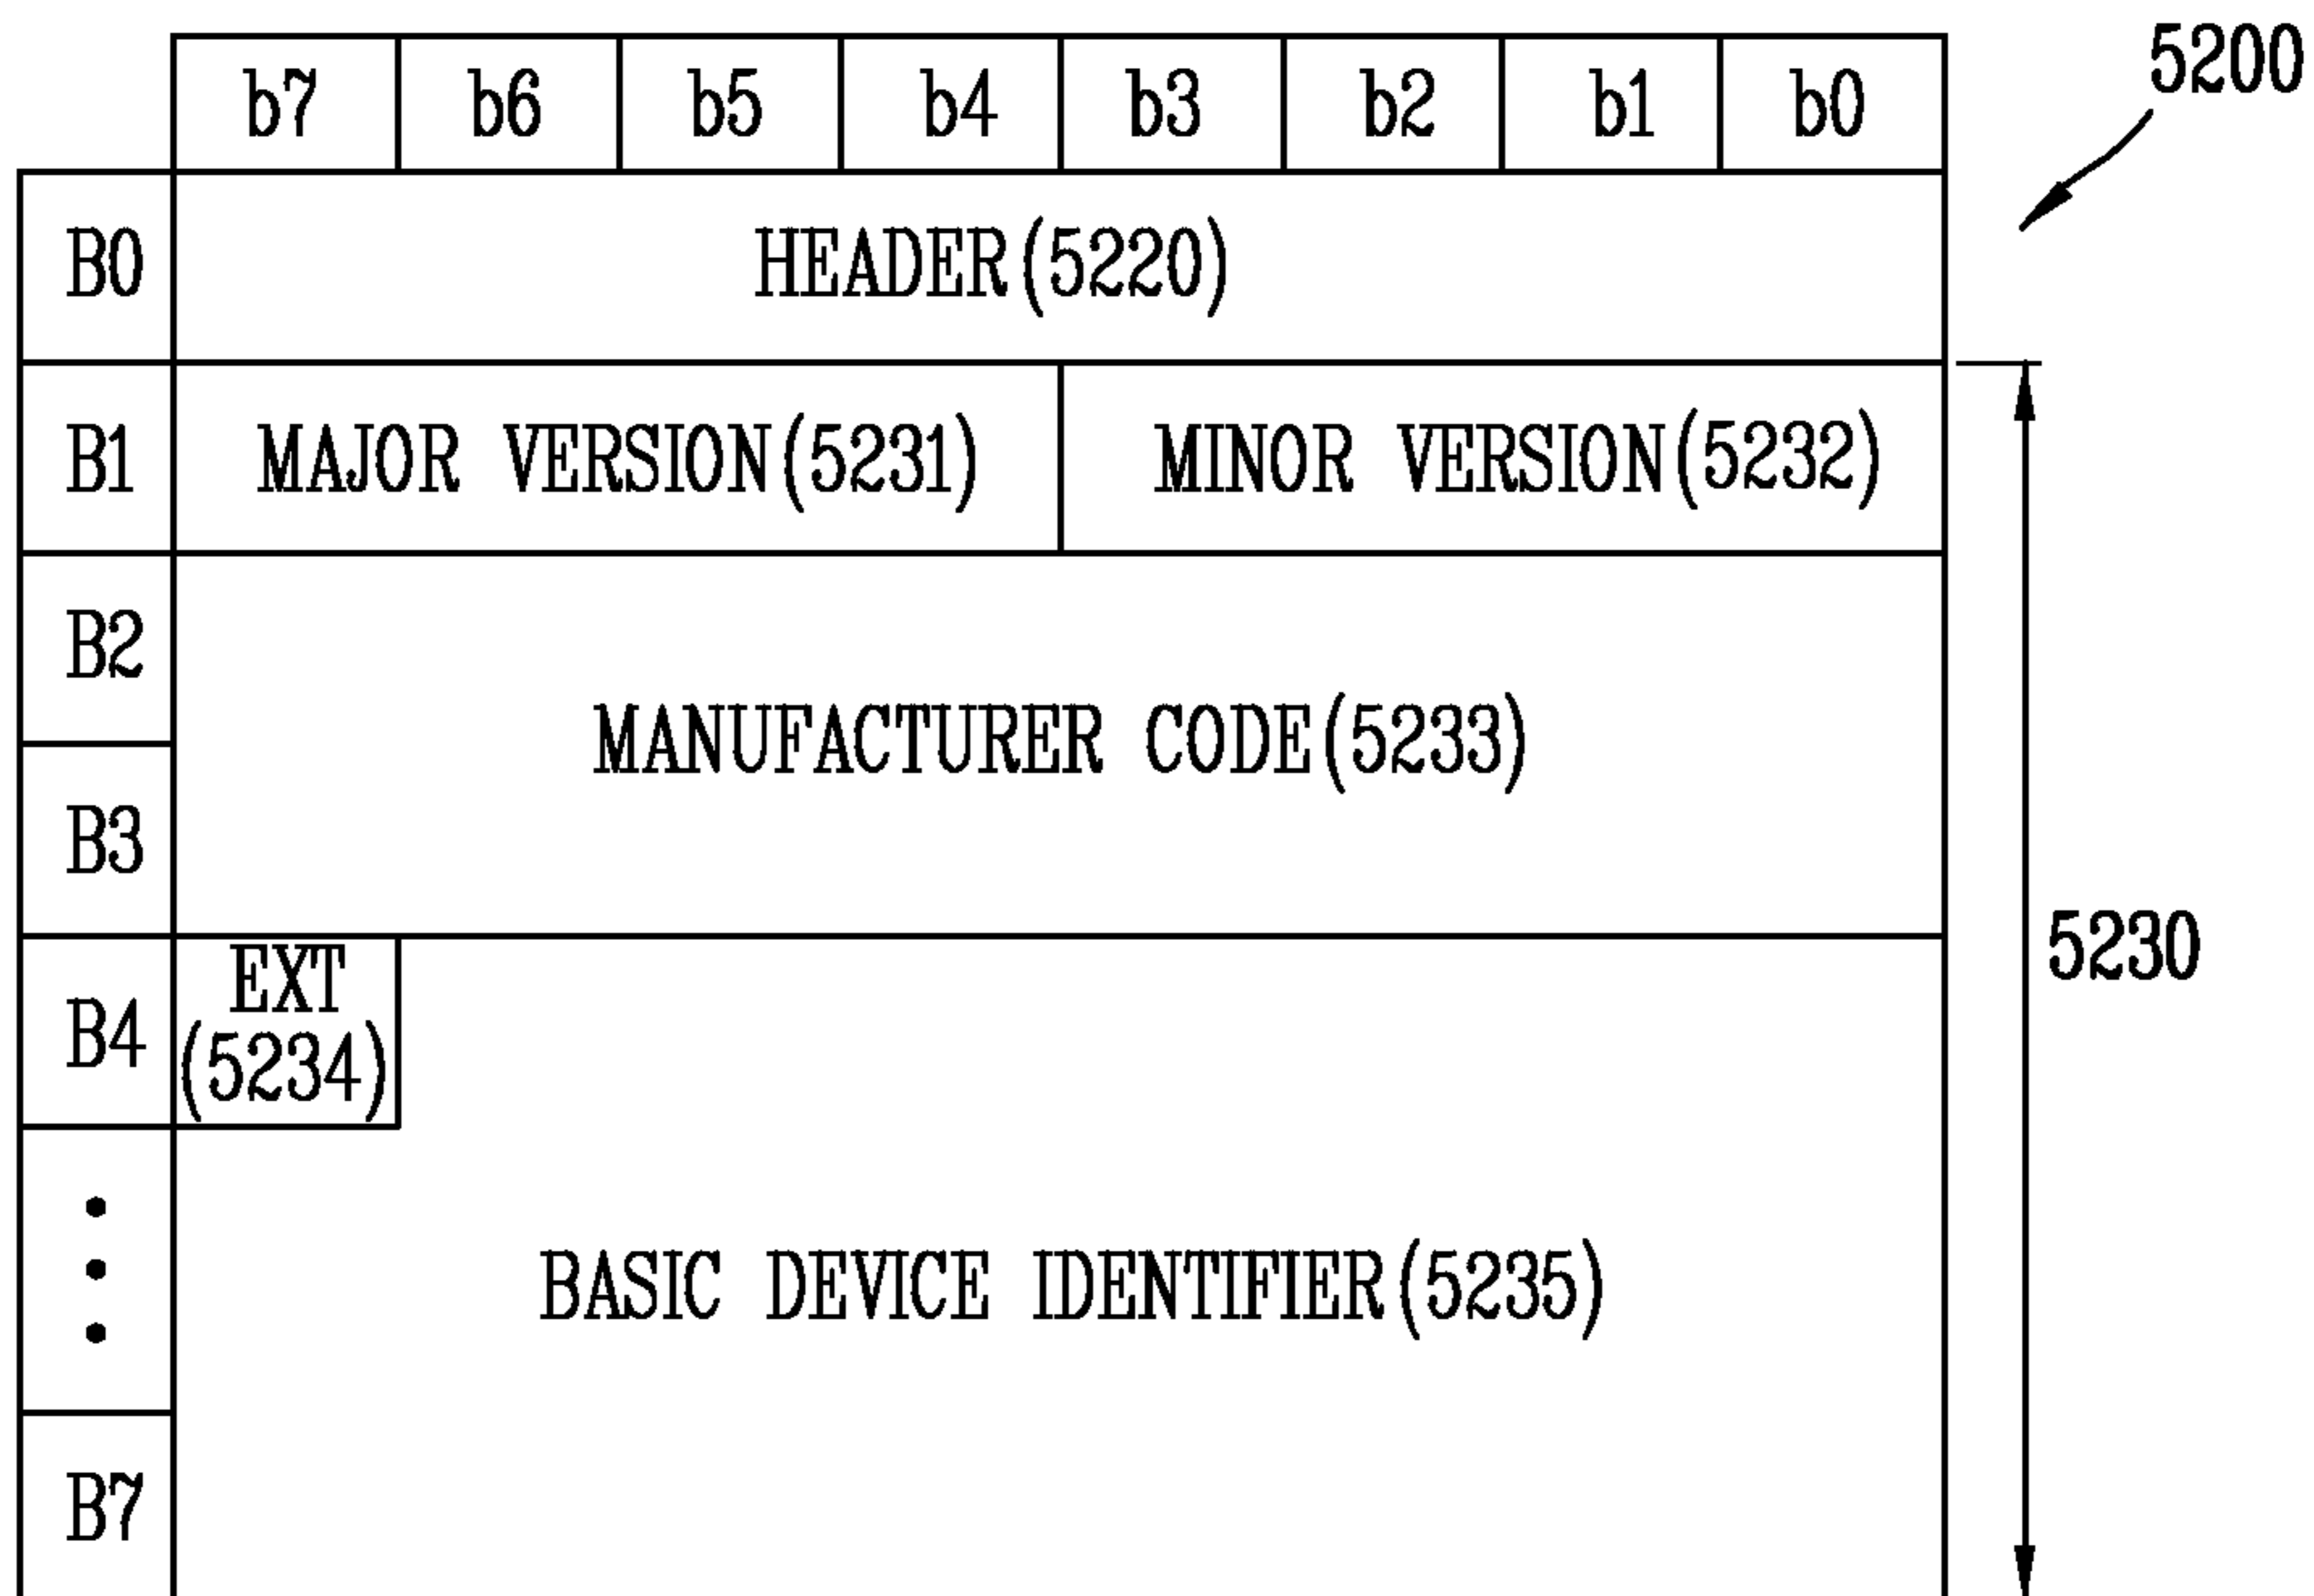 5200
b7 b6 b5 b4 b3 b2 b1 b0
B0 HEADER(5220)
B1 MAJOR VERSION(5231) MINOR VERSION(5232)
B2
MANUFACTURER CODE(5233)
B3
EXT
B4 (5234)
5230
BASIC DEVICE IDENTIFIER(5235)
B7